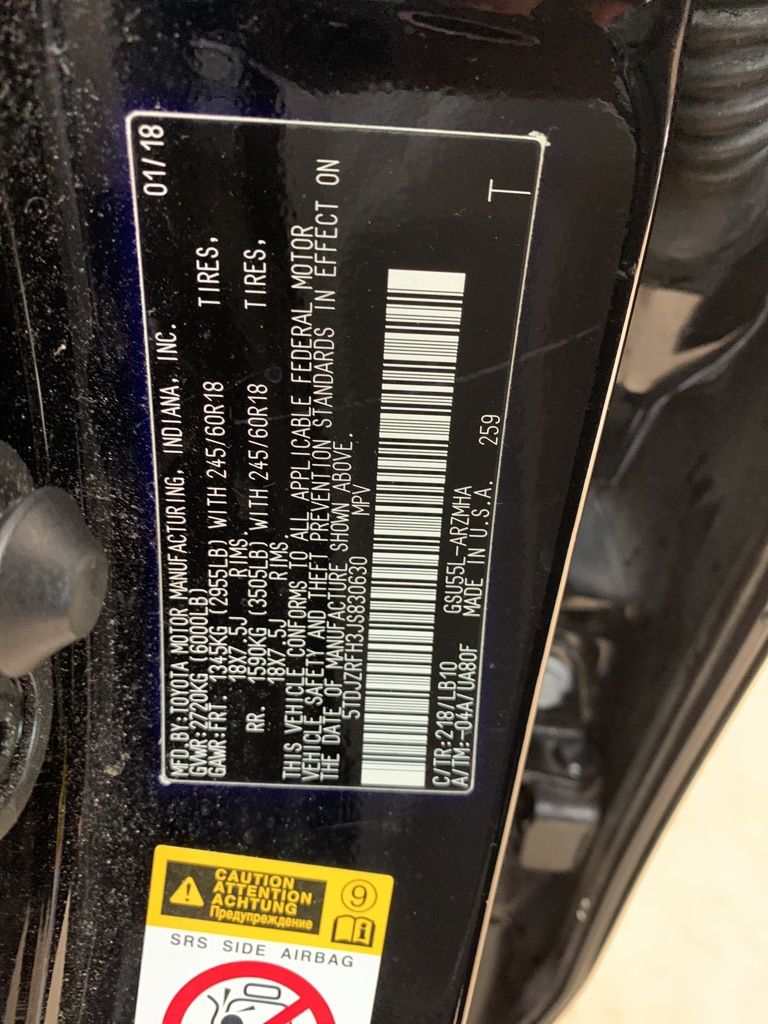 MFD.BY:TOYOTA MOTOR MANUFACTURING, INDIANA, INC. 01/18
GVWR:2720KG (6000LB)
GAWR:FRT. 1345KG (2955LB) WITH 245/60R18 TIRES,
18X7.5J RIMS,
RR. 1590KG (3505LB) WITH 245/60R18 TIRES,
18X7.5J RIMS.
THIS VEHICLE CONFORMS TO ALL APPLICABLE FEDERAL MOTOR
VEHICLE SAFETY AND THEFT PREVENTION STANDARDS IN EFFECT ON
THE DATE OF MANUFACTURE SHOWN ABOVE.
5TDJZRFH3JS830630 MPV
T
C/TR:218/LB10 GSU55L-ARZMHA
A/TM:-04A/UA80F MADE IN U.S.A. 259
CAUTION
ATTENTION
ACHTUNG
Предупреждение
9
SRS SIDE AIRBAG